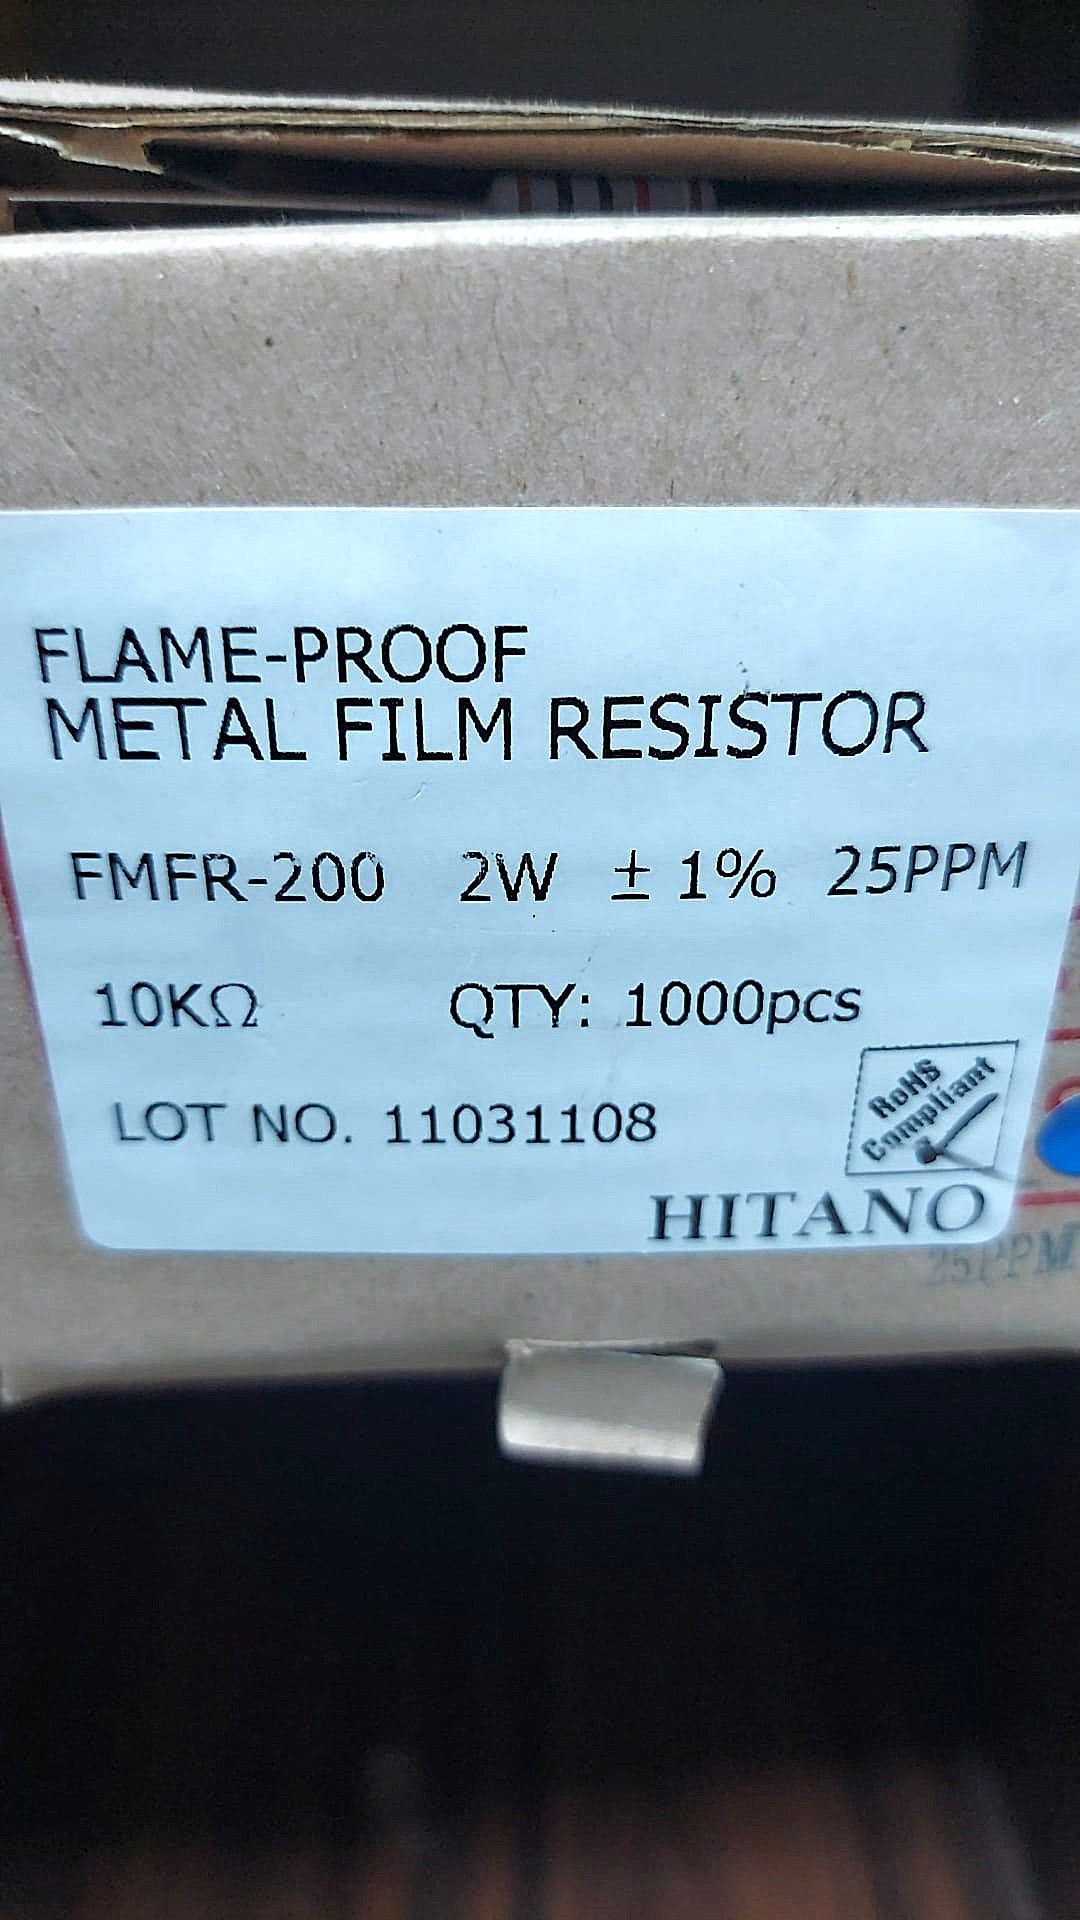 FLAME-PROOF
METAL FILM RESISTOR
FMFR-200 2W ± 1% 25PPM
10KΩ QTY: 1000pcs
LOT NO. 11031108
RoHS
Compliant
HITANO
25PPM